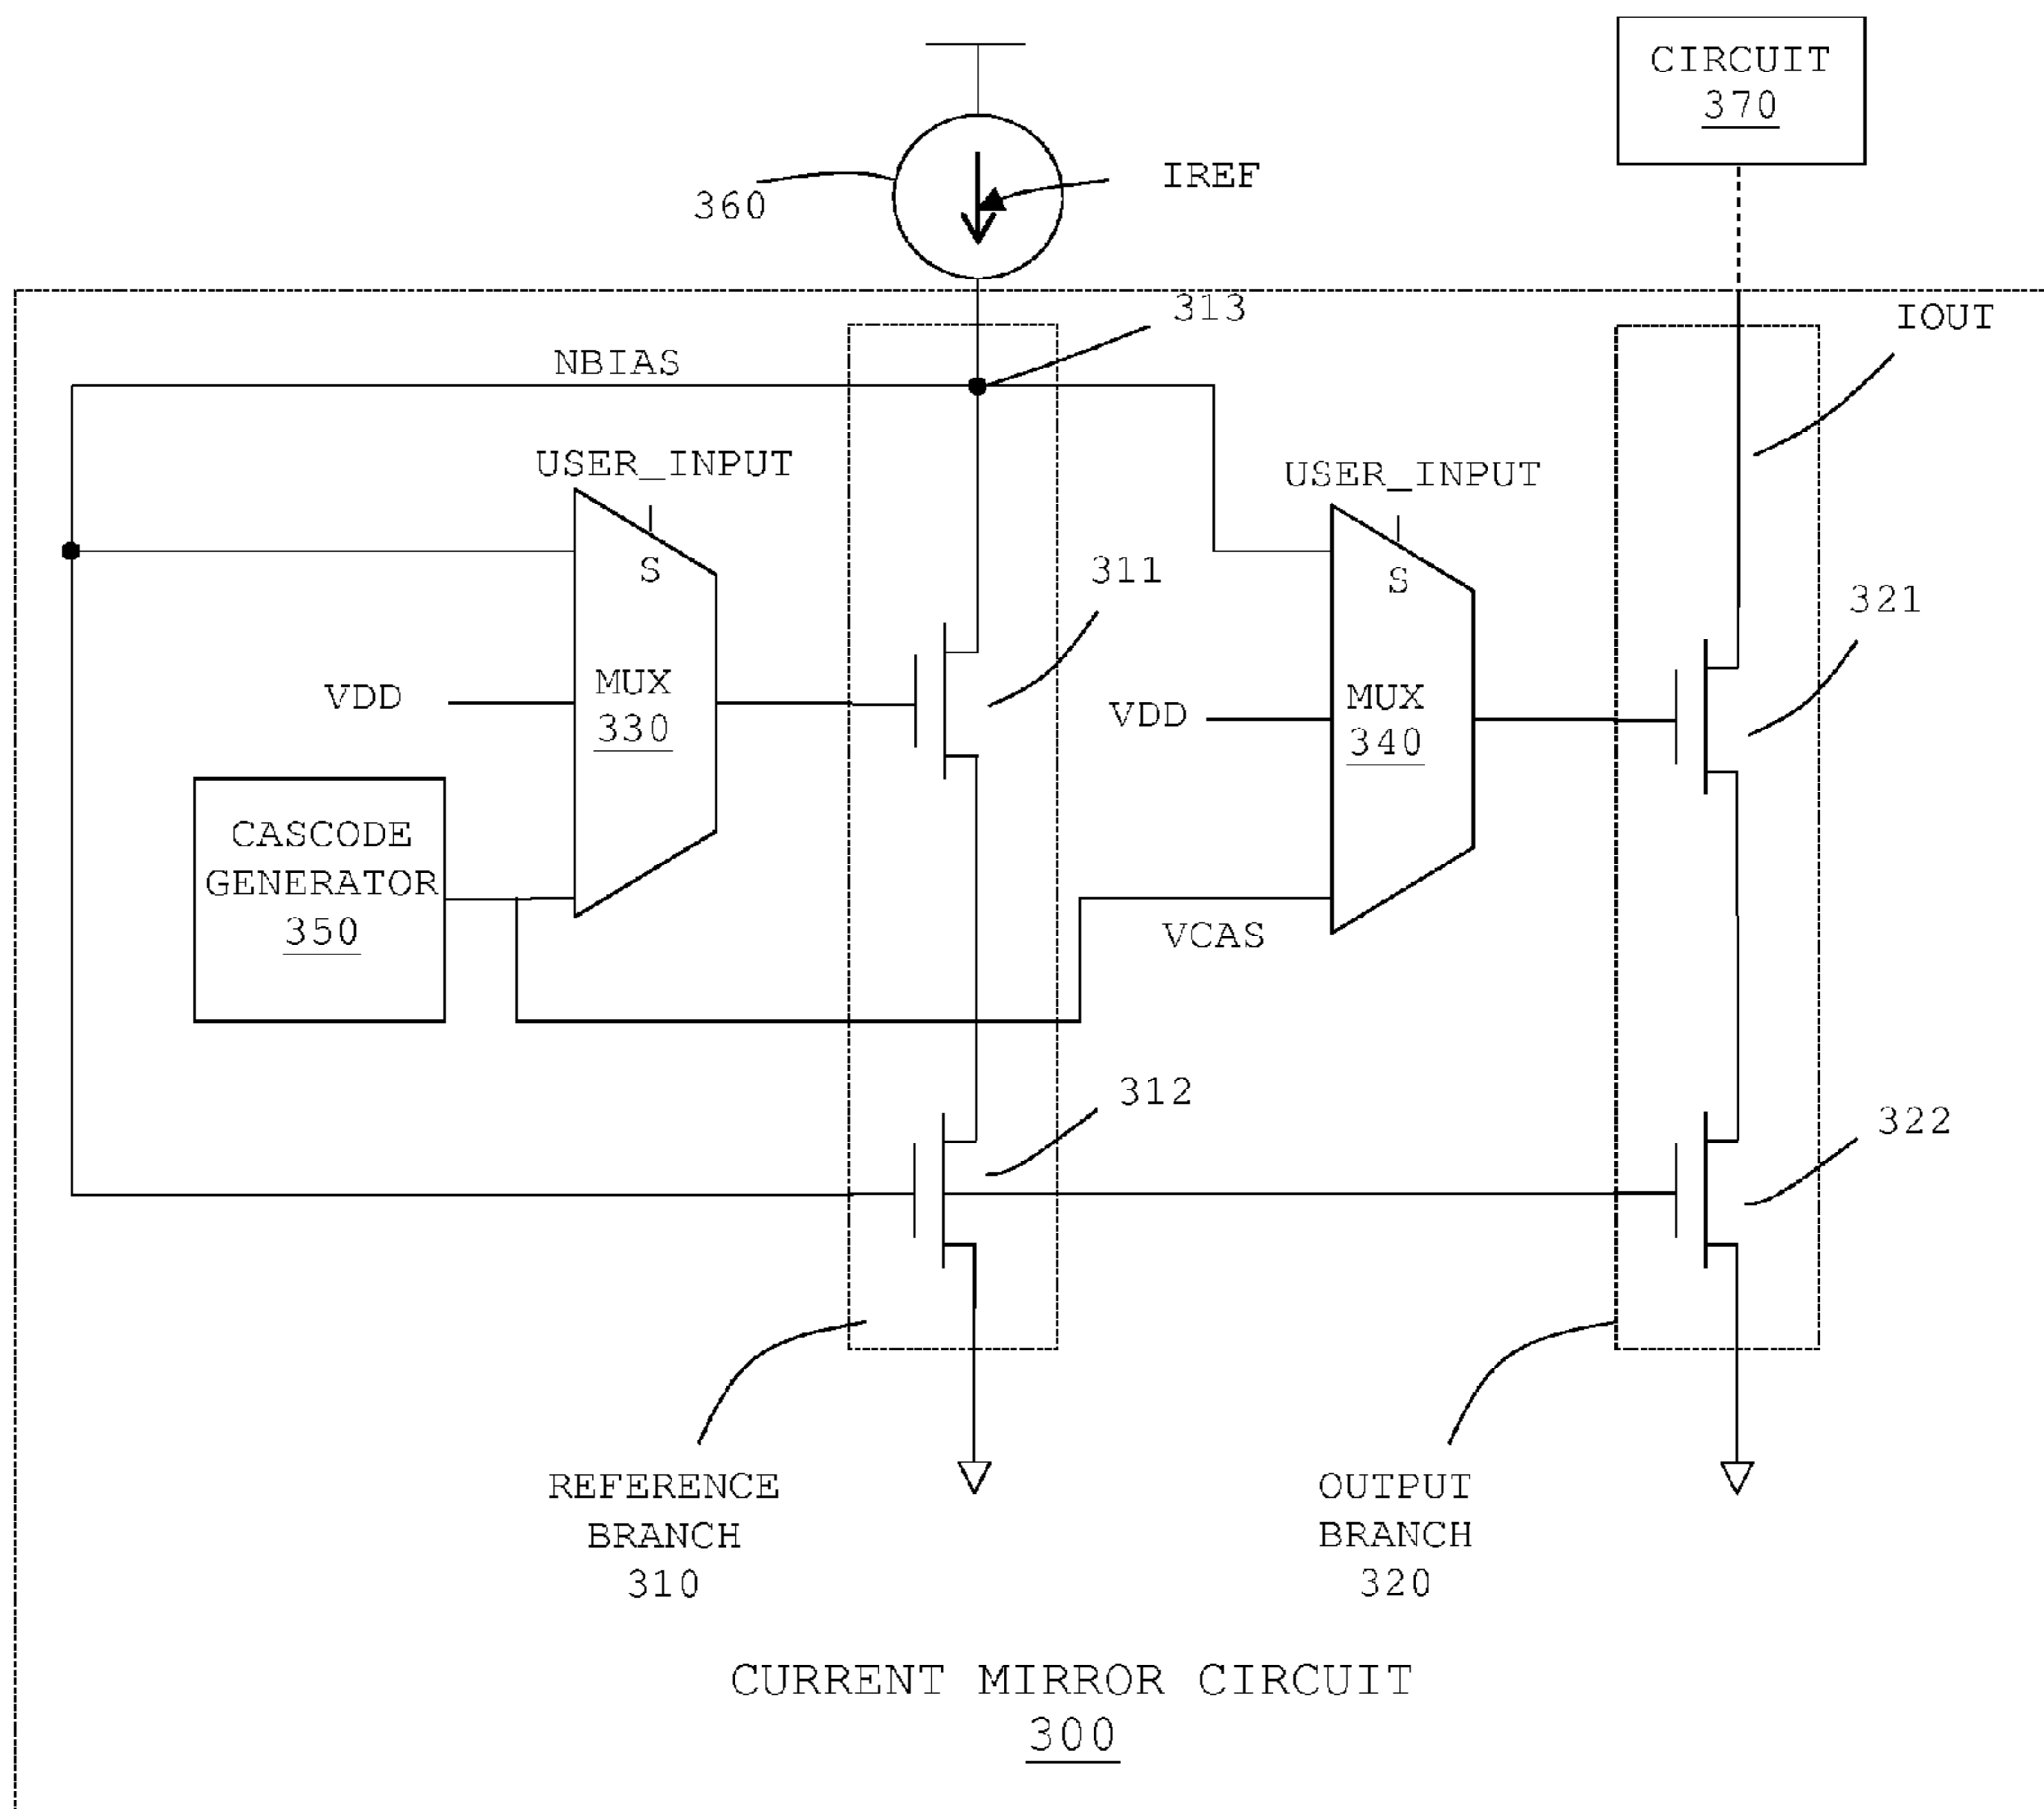 CIRCUIT
370
IREF
360
313
IOUT
NBIAS
USER_INPUT
USER_INPUT
S
S
311
321
VDD
MUX
330
VDD
MUX
340
CASCODE
GENERATOR
350
VCAS
312
322
REFERENCE
BRANCH
310
OUTPUT
BRANCH
320
CURRENT MIRROR CIRCUIT
300